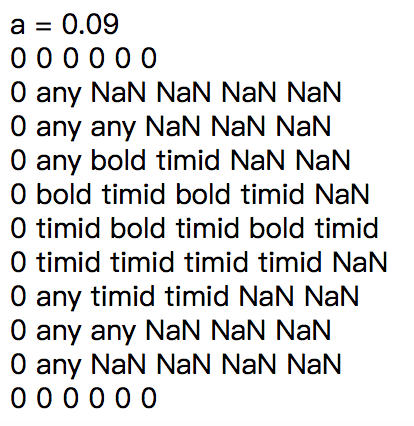 a = 0.09
0 0 0 0 0 0
0 any NaN NaN NaN NaN
0 any any NaN NaN NaN
0 any bold timid NaN NaN
0 bold timid bold timid NaN
0 timid bold timid bold timid
0 timid timid timid timid NaN
0 any timid timid NaN NaN
0 any any NaN NaN NaN
0 any NaN NaN NaN NaN
0 0 0 0 0 0